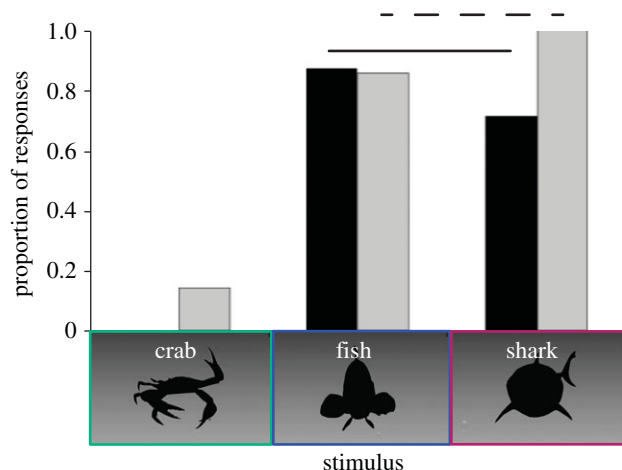 1.0
0.8
0.6
0.4
0.2
0
proportion of responses
crab
fish
shark
stimulus